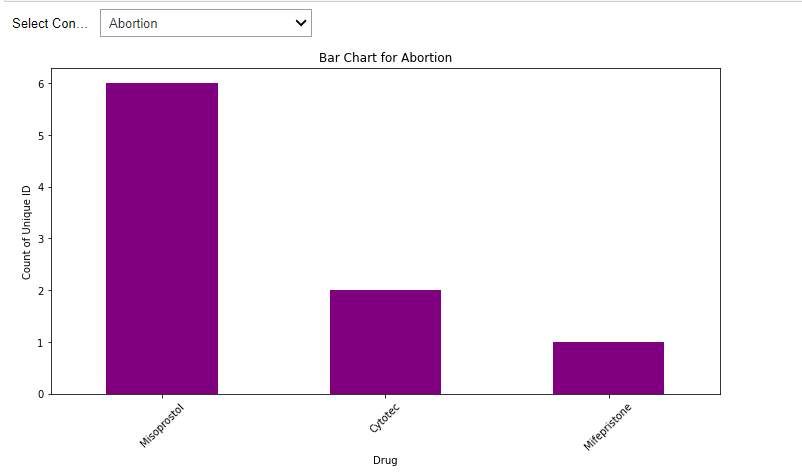 Select Con...
Abortion
Bar Chart for Abortion
6
5
4
3
2
1
0
Count of Unique ID
Misoprostol
Cytotec
Mifepristone
Drug